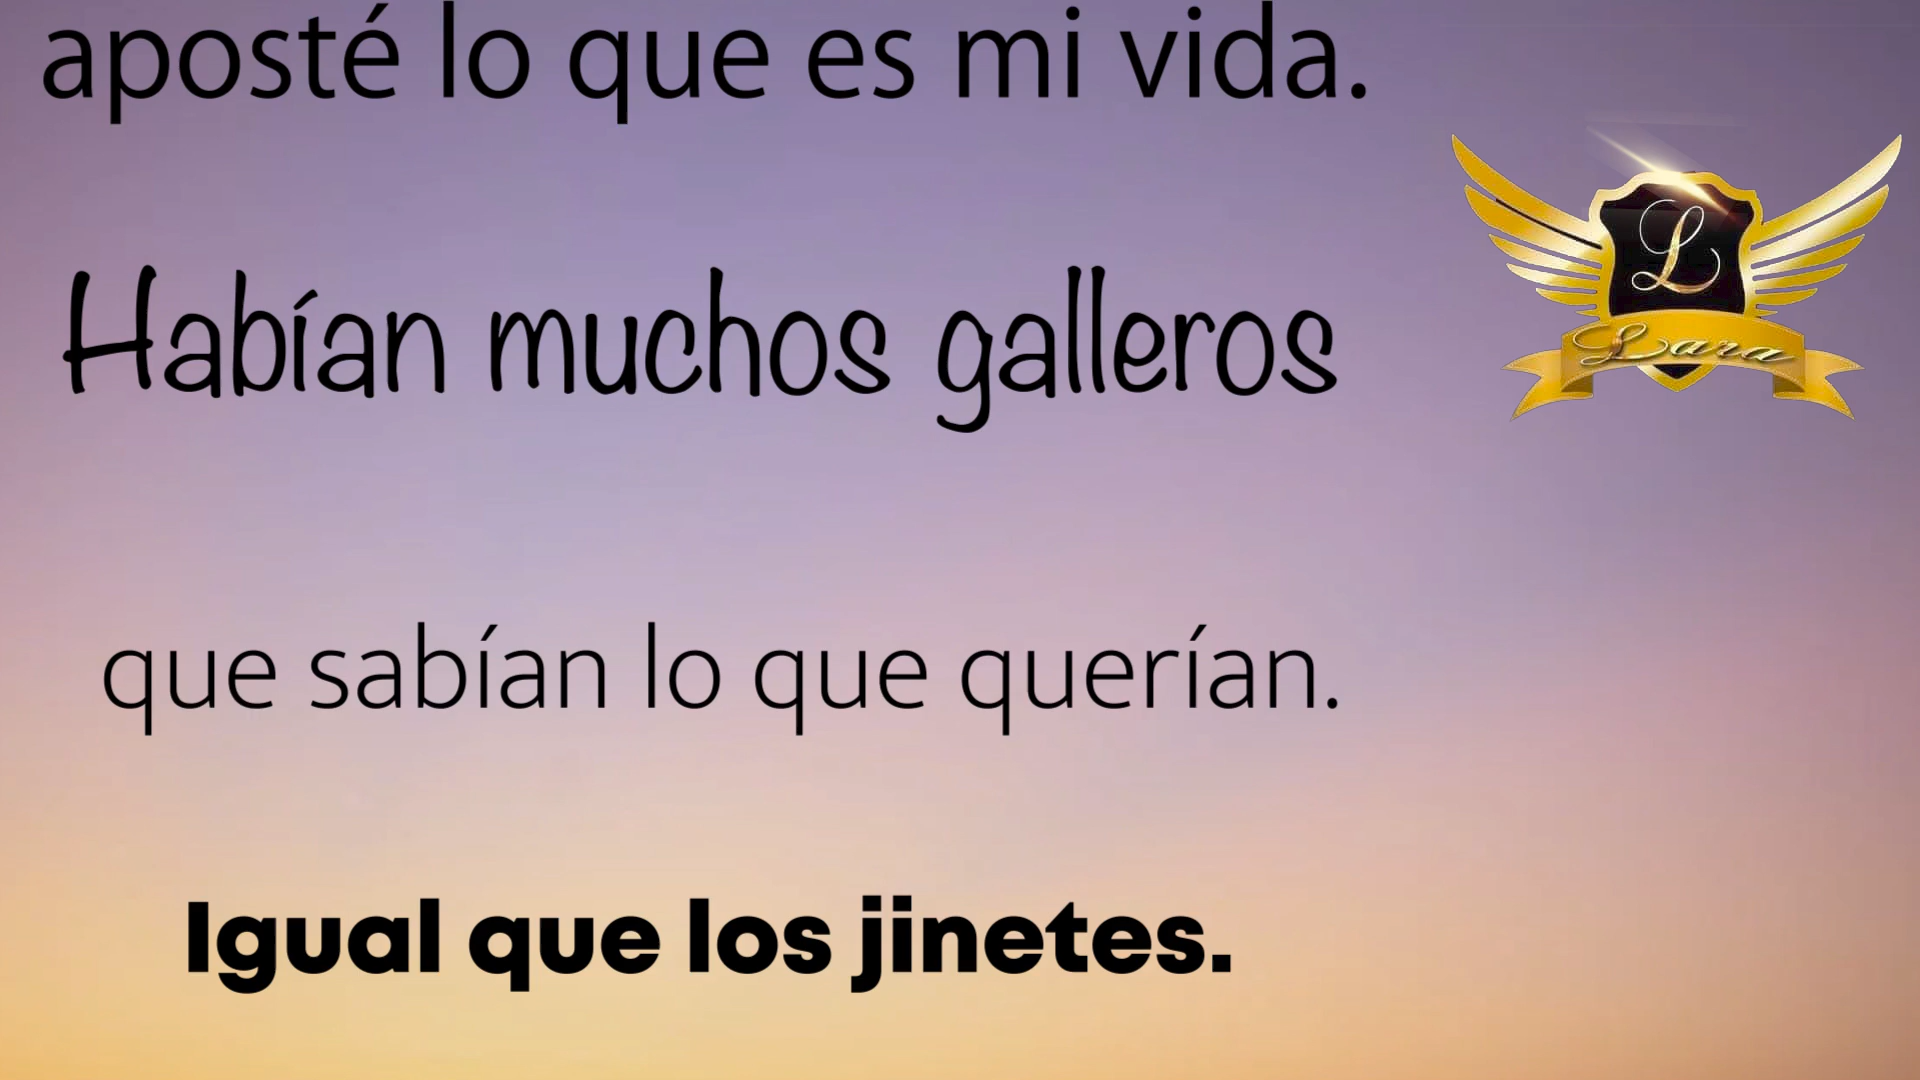 aposté lo que es mi vida.
Habían muchos galleros
L
Lara
que sabían lo que querían.
Igual que los jinetes.